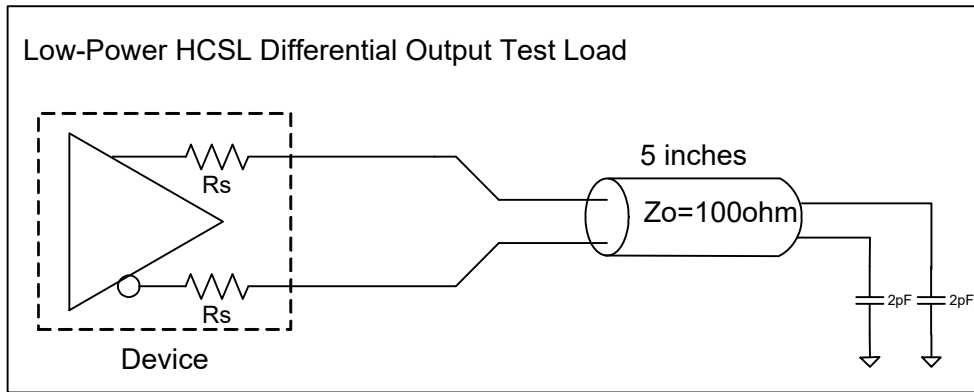 Low-Power HCSL Differential Output Test Load
5 inches
Rs
Zo=100ohm
2pF 2pF
Rs
Device